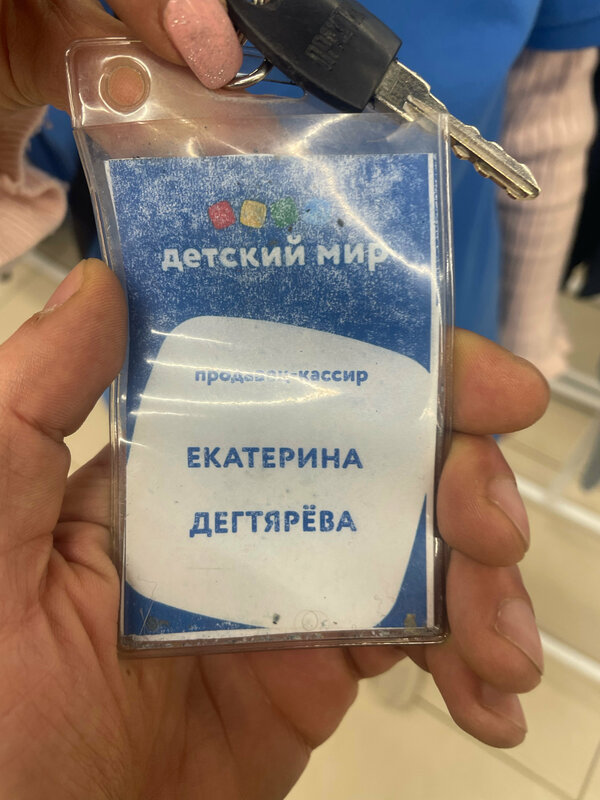 детский мир
продавец-кассир
ЕКАТЕРИНА
ДЕГТЯРЁВА